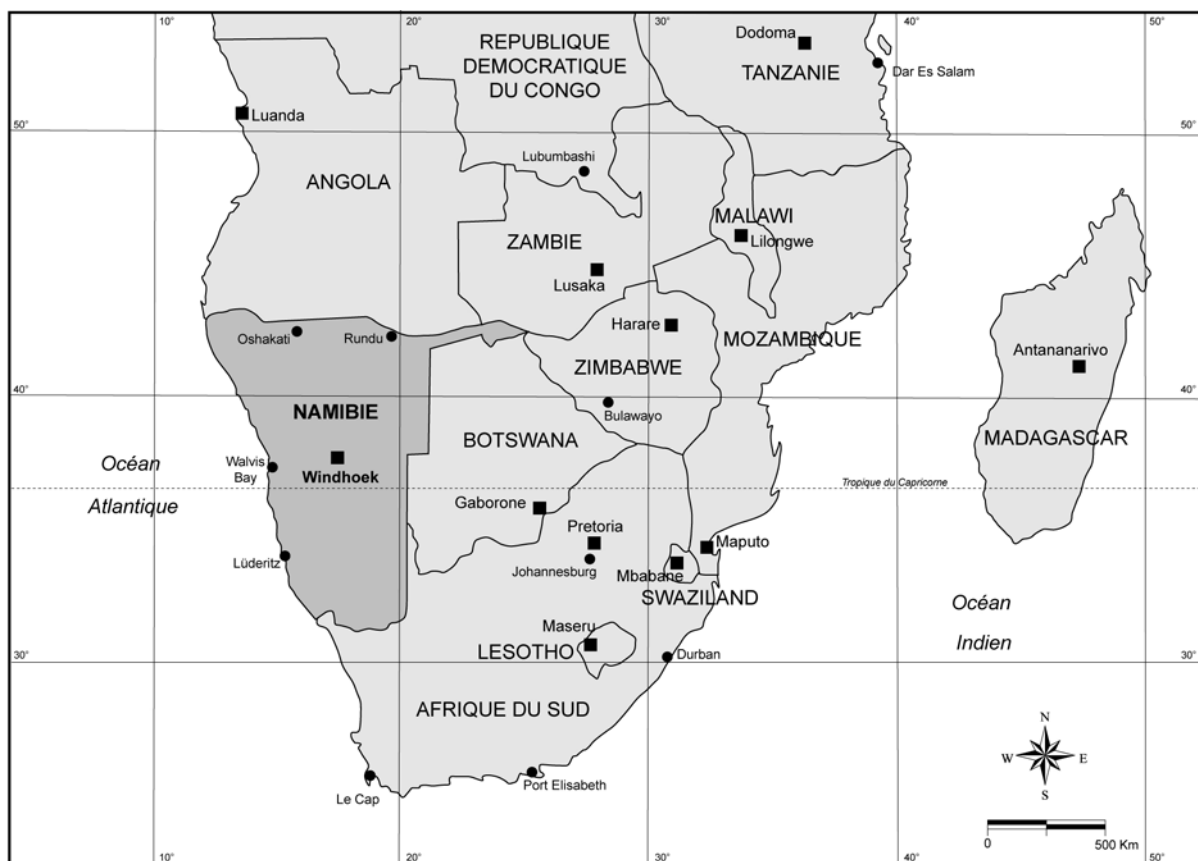 10°
20°
30°
40°
50°
REPUBLIQUE
DEMOCRATIQUE
DU CONGO
Dodoma
TANZANIE
Dar Es Salam
Luanda
50°
50°
Lubumbashi
ANGOLA
MALAWI
Lilongwe
ZAMBIE
Lusaka
Harare
MOZAMBIQUE
Oshakati
Rundu
ZIMBABWE
Antananarivo
40°
40°
NAMIBIE
Bulawayo
BOTSWANA
MADAGASCAR
Océan
Atlantique
Walvis
Bay
Windhoek
Tropique du Capricorne
Gaborone
Pretoria
Maputo
Lüderitz
Johannesburg
Mbabane
SWAZILAND
Océan
Indien
Maseru
LESOTHO
Durban
30°
30°
AFRIQUE DU SUD
N
W
E
S
Port Elisabeth
Le Cap
0
500 Km
10°
20°
30°
40°
50°